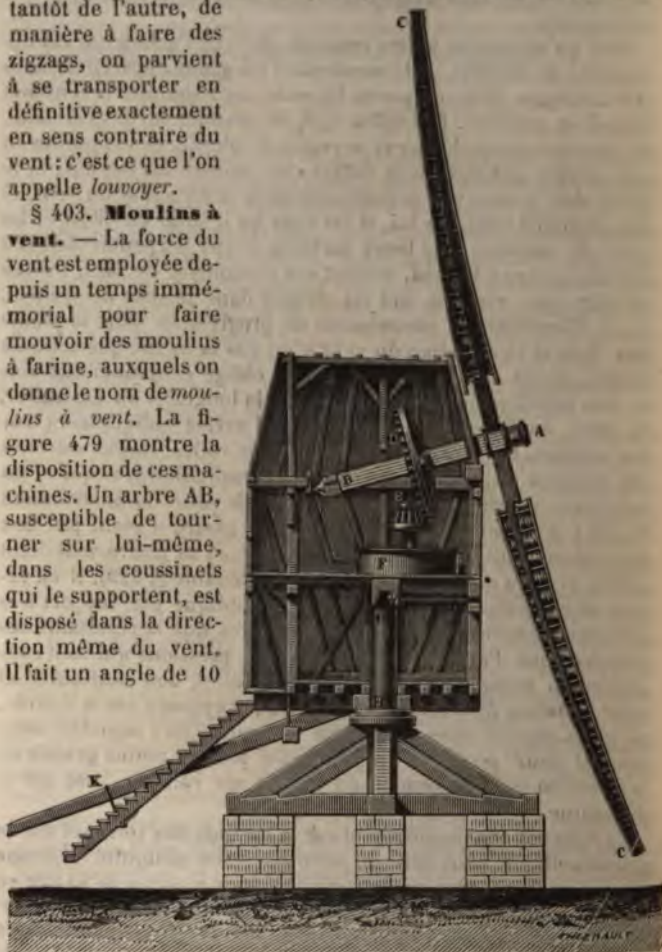 tantôt de l'autre, de
manière à faire des
zigzags, on parvient
à se transporter en
définitive exactement
en sens contraire du
vent : c'est ce que l'on
appelle louvoyer.
§ 403. Moulins à
vent. — La force du
vent est employée de-
puis un temps immé-
morial pour faire
mouvoir des moulins
à farine, auxquels on
donne le nom de mou-
lins à vent. La fi-
gure 479 montre la
disposition de ces ma-
chines. Un arbre AB,
susceptible de tour-
ner sur lui-même,
dans les coussinets
qui le supportent, est
disposé dans la direc-
tion même du vent.
Il fait un angle de 10
C
A
B
F
H
K
C